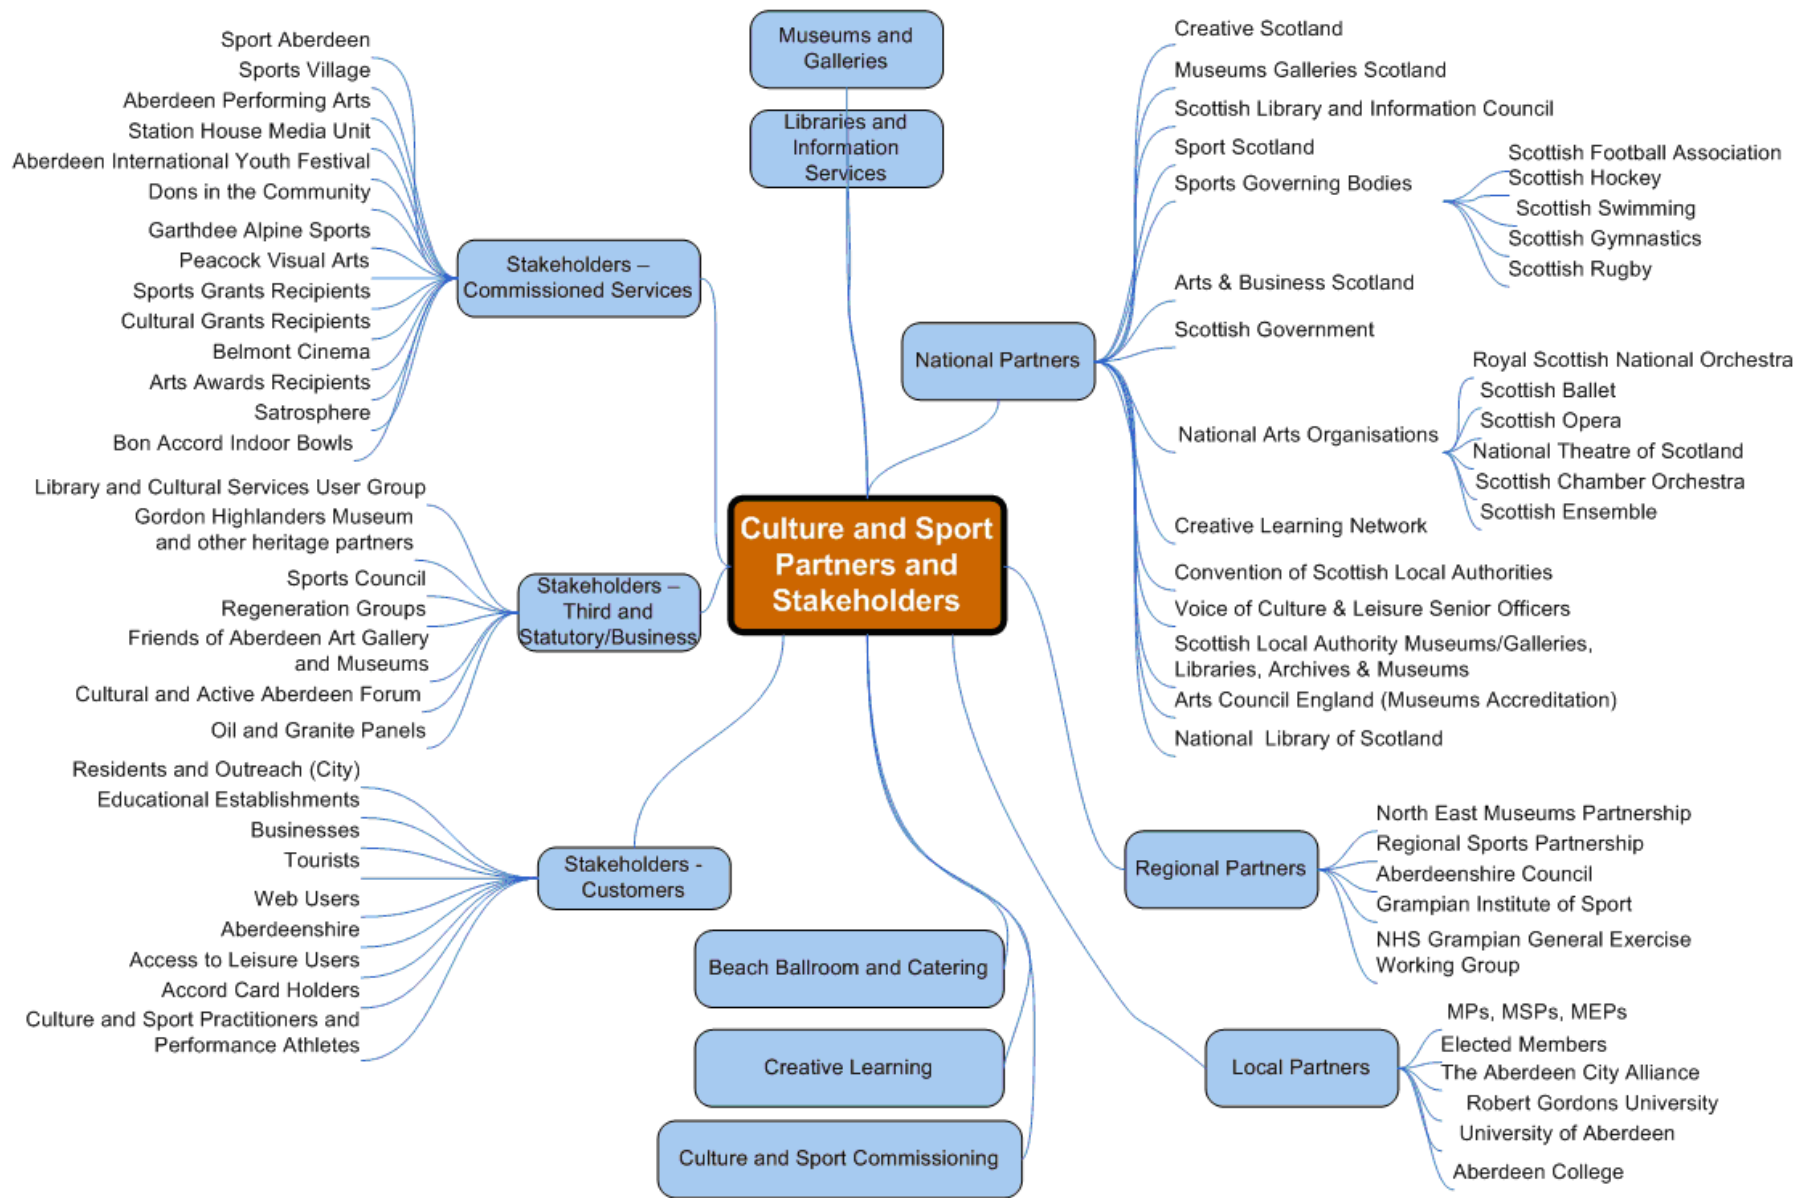 Museums and
Galleries
Libraries and
Information
Services
Sport Aberdeen
Sports Village
Aberdeen Performing Arts
Station House Media Unit
Aberdeen International Youth Festival
Dons in the Community
Garthdee Alpine Sports
Peacock Visual Arts
Sports Grants Recipients
Cultural Grants Recipients
Belmont Cinema
Arts Awards Recipients
Satrosphere
Bon Accord Indoor Bowls
Stakeholders –
Commissioned Services
Library and Cultural Services User Group
Gordon Highlanders Museum
and other heritage partners
Sports Council
Regeneration Groups
Friends of Aberdeen Art Gallery
and Museums
Cultural and Active Aberdeen Forum
Oil and Granite Panels
Stakeholders –
Third and
Statutory/Business
Residents and Outreach (City)
Educational Establishments
Businesses
Tourists
Web Users
Aberdeenshire
Access to Leisure Users
Accord Card Holders
Culture and Sport Practitioners and
Performance Athletes
Stakeholders -
Customers
Culture and Sport
Partners and
Stakeholders
Beach Ballroom and Catering
Creative Learning
Culture and Sport Commissioning
National Partners
Creative Scotland
Museums Galleries Scotland
Scottish Library and Information Council
Sport Scotland
Sports Governing Bodies
Scottish Football Association
Scottish Hockey
Scottish Swimming
Scottish Gymnastics
Scottish Rugby
Arts & Business Scotland
Scottish Government
National Arts Organisations
Royal Scottish National Orchestra
Scottish Ballet
Scottish Opera
National Theatre of Scotland
Scottish Chamber Orchestra
Scottish Ensemble
Creative Learning Network
Convention of Scottish Local Authorities
Voice of Culture & Leisure Senior Officers
Scottish Local Authority Museums/Galleries,
Libraries, Archives & Museums
Arts Council England (Museums Accreditation)
National Library of Scotland
Regional Partners
North East Museums Partnership
Regional Sports Partnership
Aberdeenshire Council
Grampian Institute of Sport
NHS Grampian General Exercise
Working Group
Local Partners
MPs, MSPs, MEPs
Elected Members
The Aberdeen City Alliance
Robert Gordons University
University of Aberdeen
Aberdeen College